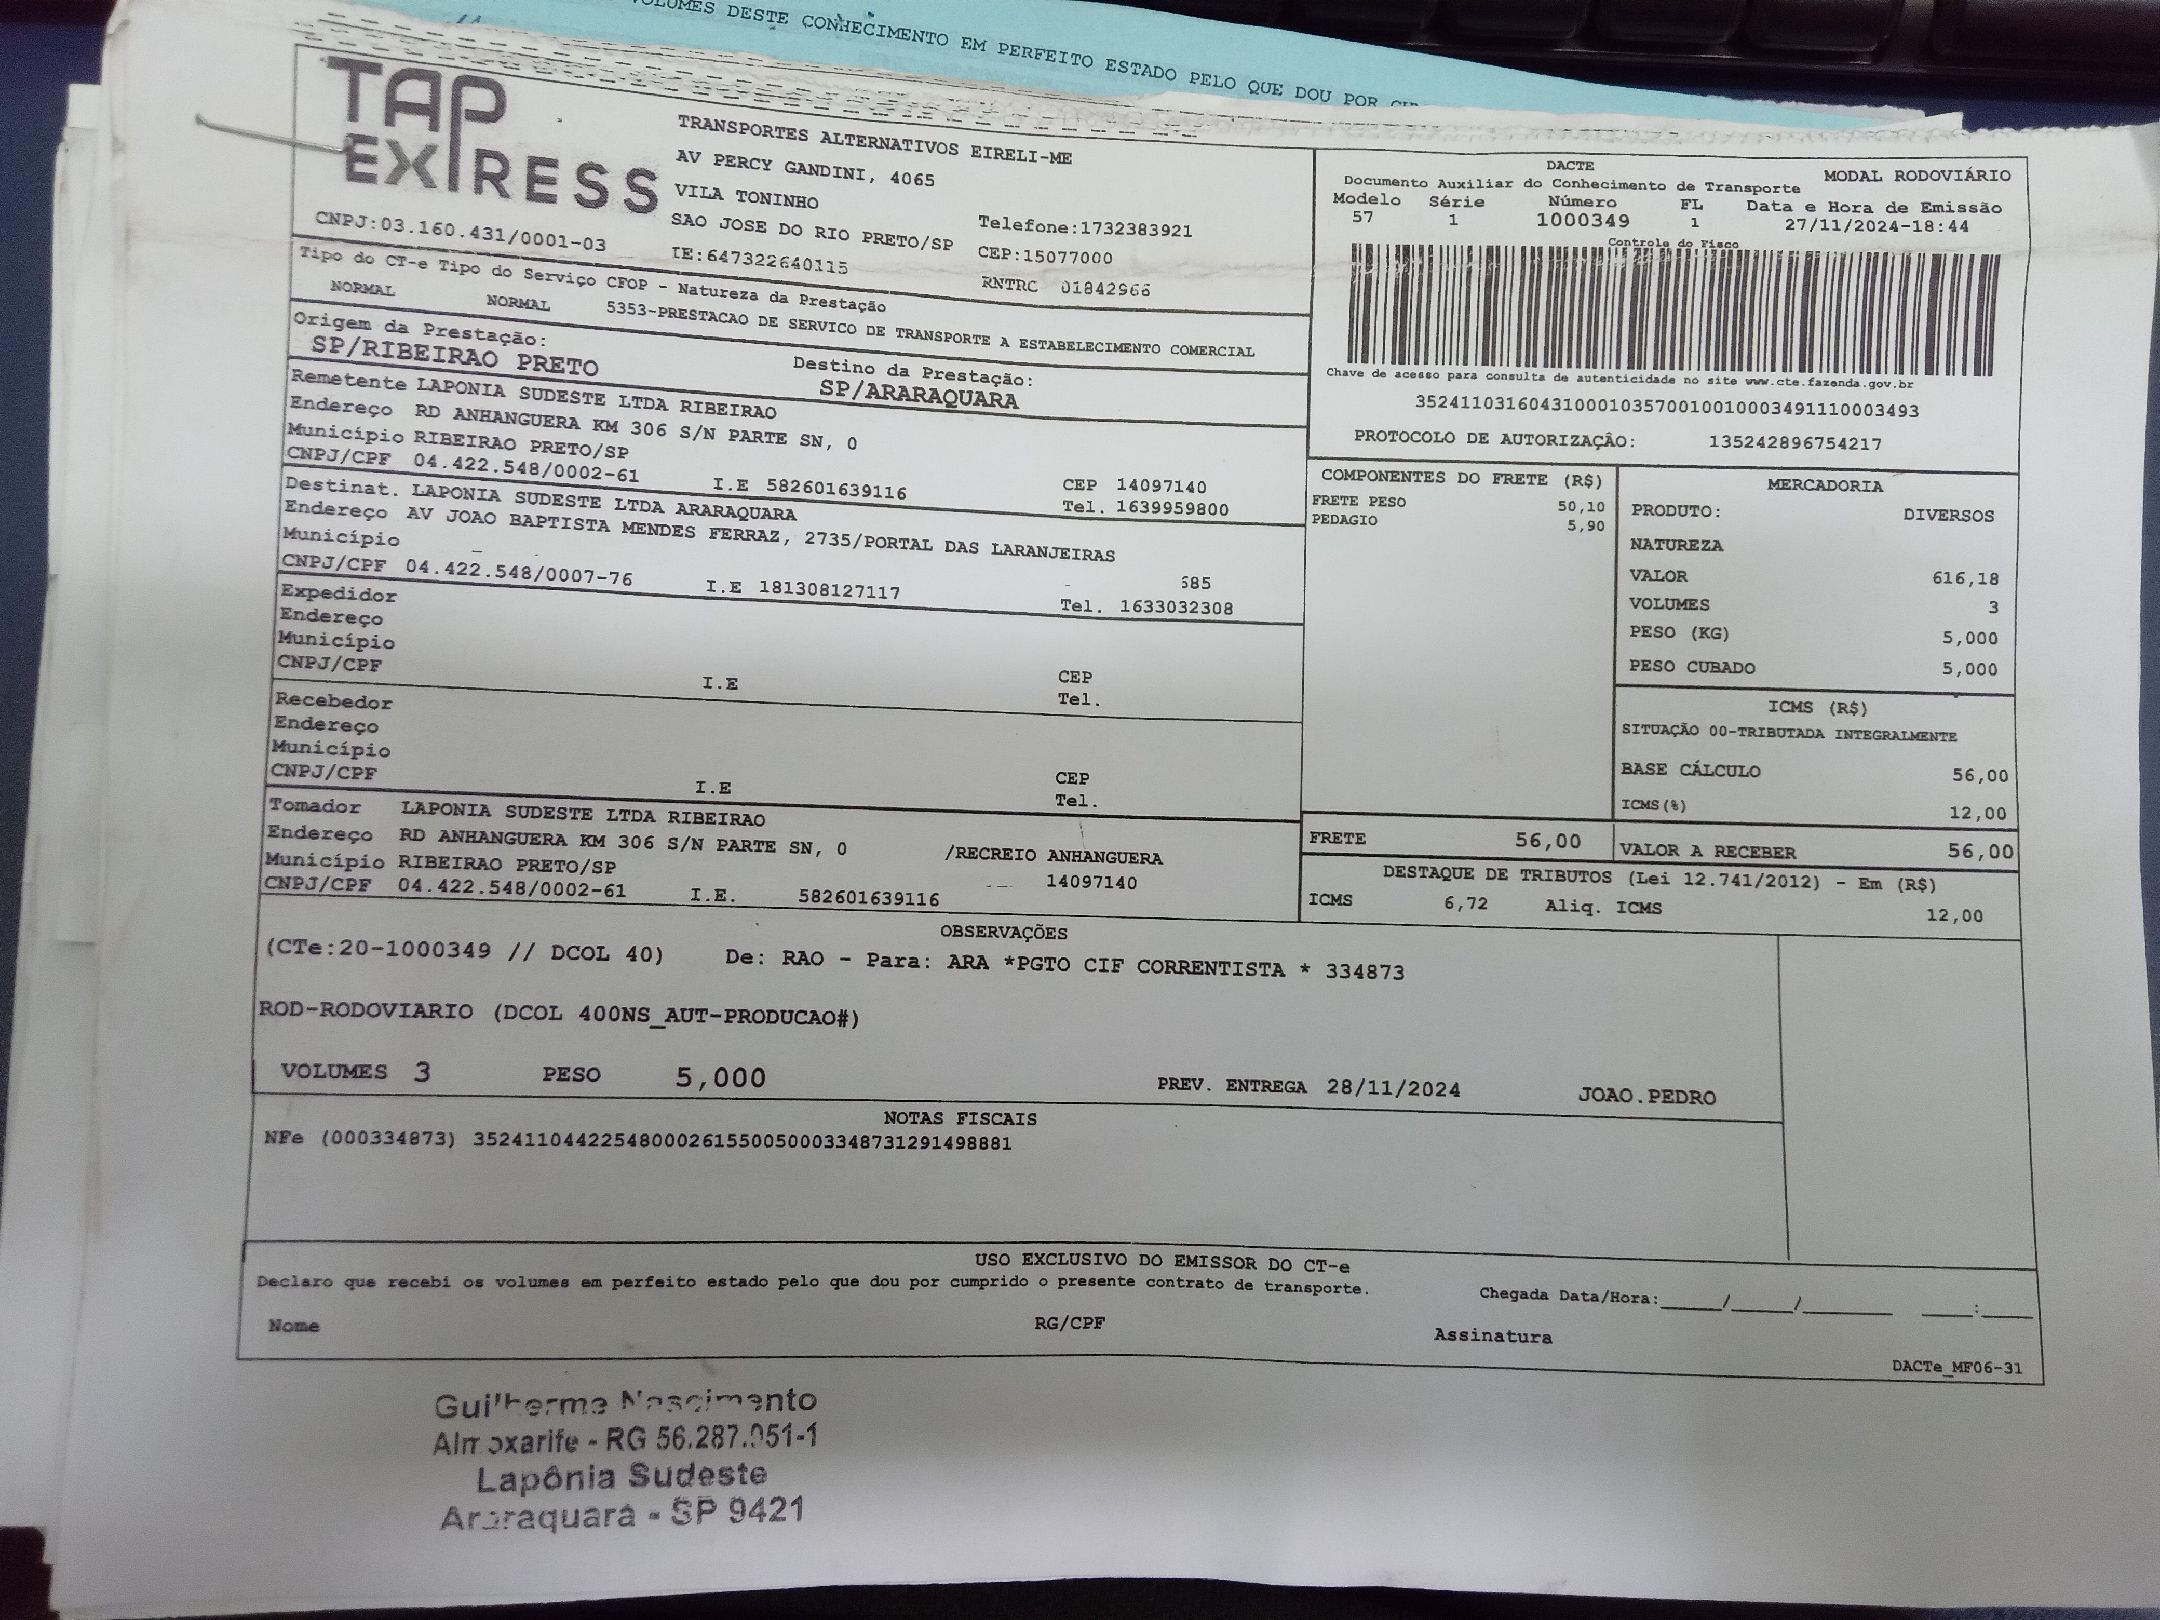 VOLUMES DESTE CONHECIMENTO EM PERFEITO ESTADO PELO QUE DOU POR
TAP
EXPRESS
CNPJ:03.160.431/0001-03
TRANSPORTES ALTERNATIVOS EIRELI-ME
AV PERCY GANDINI, 4065
VILA TONINHO
SAO JOSE DO RIO PRETO/SP
IE:647322640115
Telefone:1732383921
CEP:15077000
RNTRC 01842966
DACTE MODAL RODOVIÁRIO
Documento Auxiliar do Conhecimento de Transporte
Modelo Série Número FL Data e Hora de Emissão
57 1 1000349 1 27/11/2024-18:44
Controle do Fisco
Chave de acesso para consulta de autenticidade no site www.cte.fazenda.gov.br
35241103160431000103570010010003491110003493
PROTOCOLO DE AUTORIZAÇÃO: 135242896754217
Tipo do CT-e Tipo do Serviço CFOP - Natureza da Prestação
NORMAL NORMAL 5353-PRESTACAO DE SERVICO DE TRANSPORTE A ESTABELECIMENTO COMERCIAL
Origem da Prestação: Destino da Prestação:
SP/RIBEIRAO PRETO SP/ARARAQUARA
Remetente LAPONIA SUDESTE LTDA RIBEIRAO
Endereço RD ANHANGUERA KM 306 S/N PARTE SN, 0
Município RIBEIRAO PRETO/SP CEP 14097140
CNPJ/CPF 04.422.548/0002-61 I.E 582601639116 Tel. 1639959800
Destinat. LAPONIA SUDESTE LTDA ARARAQUARA
Endereço AV JOAO BAPTISTA MENDES FERRAZ, 2735/PORTAL DAS LARANJEIRAS
Município 685
CNPJ/CPF 04.422.548/0007-76 I.E 181308127117 Tel. 1633032308
Expedidor
Endereço
Município CEP
CNPJ/CPF I.E Tel.
Recebedor
Endereço
Município CEP
CNPJ/CPF I.E Tel.
Tomador LAPONIA SUDESTE LTDA RIBEIRAO
Endereço RD ANHANGUERA KM 306 S/N PARTE SN, 0 /RECREIO ANHANGUERA
Município RIBEIRAO PRETO/SP 14097140
CNPJ/CPF 04.422.548/0002-61 I.E. 582601639116
COMPONENTES DO FRETE (R$)
FRETE PESO 50,10
PEDAGIO 5,90
MERCADORIA
PRODUTO: DIVERSOS
NATUREZA
VALOR 616,18
VOLUMES 3
PESO (KG) 5,000
PESO CUBADO 5,000
ICMS (R$)
SITUAÇÃO 00-TRIBUTADA INTEGRALMENTE
BASE CÁLCULO 56,00
ICMS(%) 12,00
FRETE 56,00 VALOR A RECEBER 56,00
DESTAQUE DE TRIBUTOS (Lei 12.741/2012) - Em (R$)
ICMS 6,72 Aliq. ICMS 12,00
OBSERVAÇÕES
(CTe:20-1000349 // DCOL 40) De: RAO - Para: ARA *PGTO CIF CORRENTISTA * 334873
ROD-RODOVIARIO (DCOL 400NS_AUT-PRODUCAO#)
VOLUMES 3 PESO 5,000 PREV. ENTREGA 28/11/2024 JOAO.PEDRO
NOTAS FISCAIS
NFe (000334873) 35241104422548000261550050003348731291498881
USO EXCLUSIVO DO EMISSOR DO CT-e
Declaro que recebi os volumes em perfeito estado pelo que dou por cumprido o presente contrato de transporte.
Chegada Data/Hora:_____/_____/_______ ____:____
Nome RG/CPF Assinatura
DACTe_MF06-31
Guilherme Nascimento
Almoxarife - RG 56.287.051-1
Lapônia Sudeste
Araraquara - SP 9421